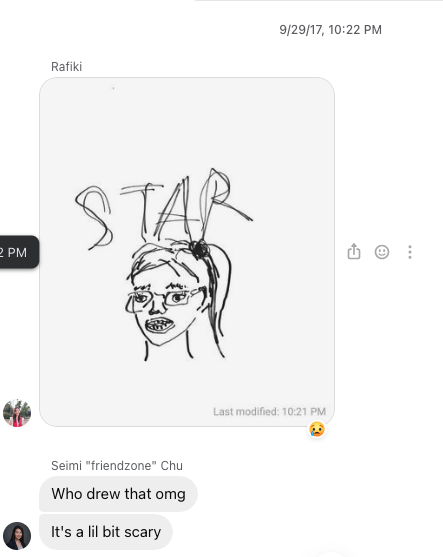 9/29/17, 10:22 PM
Rafiki
STAR
2 PM
Last modified: 10:21 PM
Seimi "friendzone" Chu
Who drew that omg
It's a lil bit scary